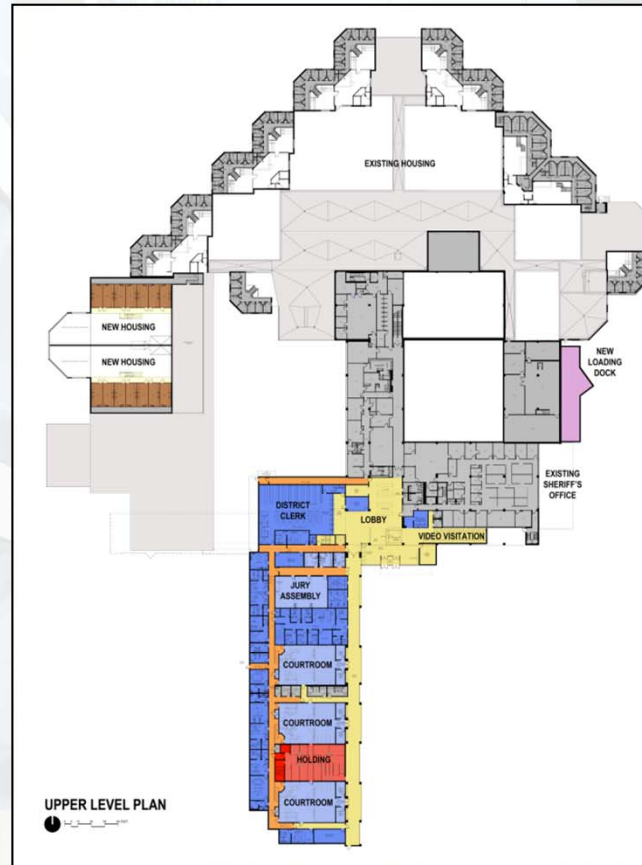 EXISTING HOUSING
NEW HOUSING
NEW HOUSING
NEW
LOADING
DOCK
EXISTING
SHERIFF'S
OFFICE
DISTRICT
CLERK
LOBBY
VIDEO VISITATION
JURY
ASSEMBLY
COURTROOM
COURTROOM
HOLDING
COURTROOM
UPPER LEVEL PLAN